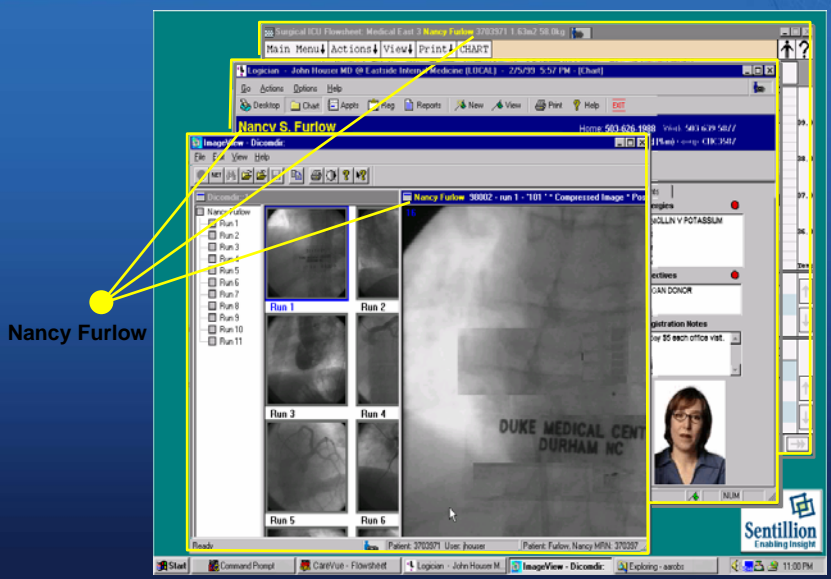 Surgical ICU Flowsheet: Medical East 3 Nancy Furlow 3703971 1.63m2 58.0kg
Main Menu Actions View Print CHART
Logician - John Houser MD @ Eastside Internal Medicine (LOCAL) - 2/5/99 5:57 PM - [Chart]
Go Actions Options Help
Desktop Chart Appts Reg Reports New View Print Help EXIT
Nancy S. Furlow
Home: 503-626-1988 Work: 503 639 5877
ImageView - Dicomdir:
File Edit View Help
NET
Dicomdir:
Nancy Furlow 98002 - run 1 - '101 ' * Compressed Image * Pos
Nancy Furlow
Run 1
Run 2
Run 3
Run 4
Run 5
Run 6
Run 7
Run 8
Run 9
Run 10
Run 11
Run 1
Run 2
Run 3
Run 4
Run 5
Run 6
V POTASSIUM
DONOR
Notes
$5 each office visit.
DUKE MEDICAL CENT
DURHAM NC
Nancy Furlow
Ready
Patient: 3703971 User: jhouser
Patient: Furlow, Nancy MRN: 370397
NUM
Sentillion
Enabling Insight
Start
Command Prompt
CareVue - Flowsheet
Logician - John Houser M..
ImageView - Dicomdir:
Exploring - aarobs
11:00 PM